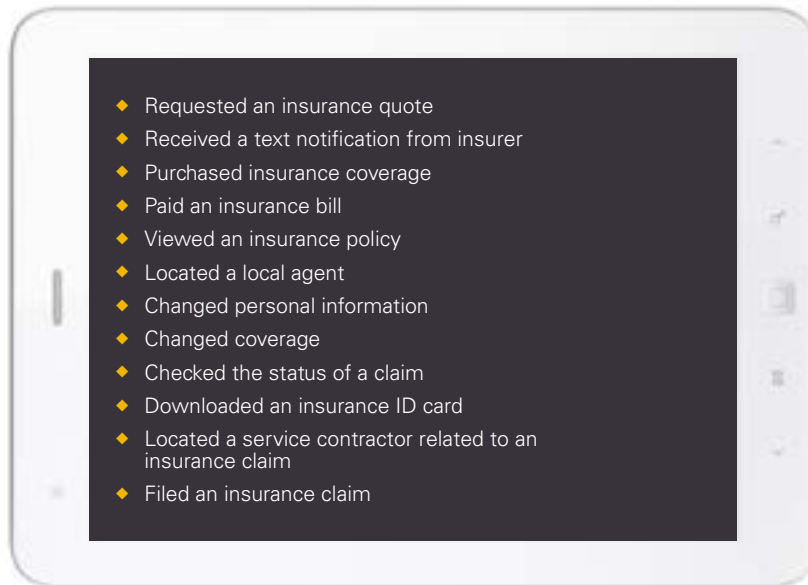 Requested an insurance quote
Received a text notification from insurer
Purchased insurance coverage
Paid an insurance bill
Viewed an insurance policy
Located a local agent
Changed personal information
Changed coverage
Checked the status of a claim
Downloaded an insurance ID card
Located a service contractor related to an
insurance claim
Filed an insurance claim